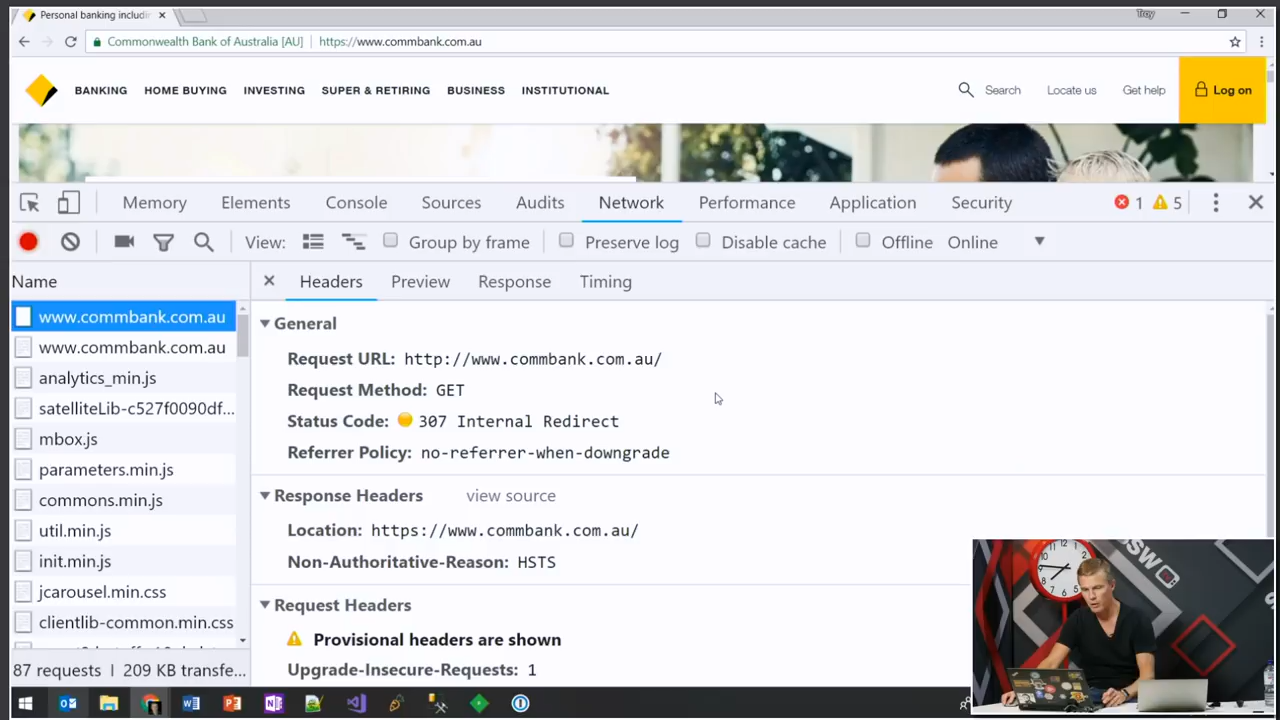 Personal banking includin
Troy
Commonwealth Bank of Australia [AU] | https://www.commbank.com.au
BANKING HOME BUYING INVESTING SUPER & RETIRING BUSINESS INSTITUTIONAL Search Locate us Get help Log on
Memory Elements Console Sources Audits Network Performance Application Security 1 5
View: Group by frame Preserve log Disable cache Offline Online
Name
Headers Preview Response Timing
www.commbank.com.au
www.commbank.com.au
analytics_min.js
satelliteLib-c527f0090df...
mbox.js
parameters.min.js
commons.min.js
util.min.js
init.min.js
jcarousel.min.css
clientlib-common.min.css
87 requests | 209 KB transfe...
General
Request URL: http://www.commbank.com.au/
Request Method: GET
Status Code: 307 Internal Redirect
Referrer Policy: no-referrer-when-downgrade
Response Headers view source
Location: https://www.commbank.com.au/
Non-Authoritative-Reason: HSTS
Request Headers
Provisional headers are shown
Upgrade-Insecure-Requests: 1
SSW